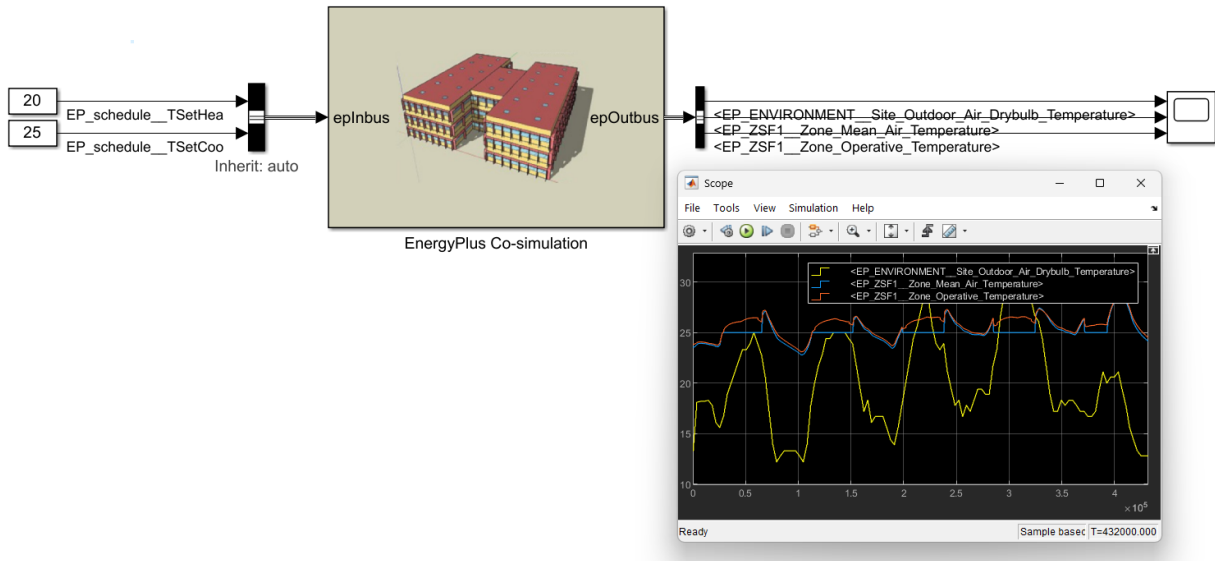 20
EP_schedule__TSetHea
25
EP_schedule__TSetCoo
Inherit: auto
epInbus
epOutbus
EnergyPlus Co-simulation
<EP_ENVIRONMENT__Site_Outdoor_Air_Drybulb_Temperature>
<EP_ZSF1__Zone_Mean_Air_Temperature>
<EP_ZSF1__Zone_Operative_Temperature>
Scope
File Tools View Simulation Help
<EP_ENVIRONMENT__Site_Outdoor_Air_Drybulb_Temperature>
<EP_ZSF1__Zone_Mean_Air_Temperature>
<EP_ZSF1__Zone_Operative_Temperature>
30
25
20
15
10
0 0.5 1 1.5 2 2.5 3 3.5 4
× 10⁵
Ready Sample based T=432000.000